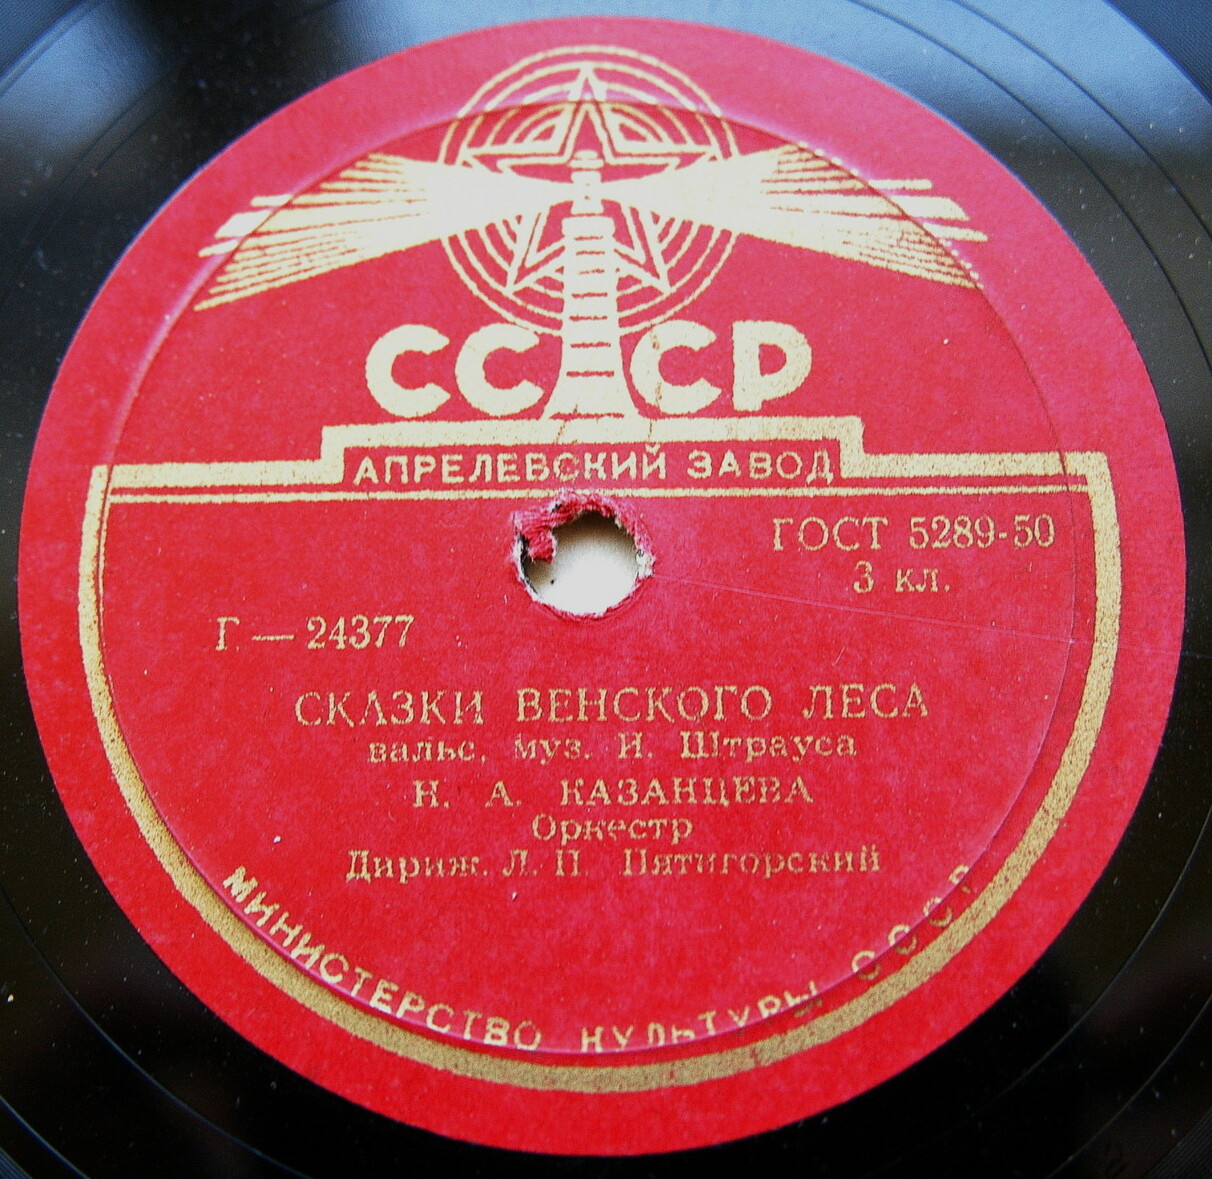 СССР
АПРЕЛЕВСКИЙ ЗАВОД
ГОСТ 5289-50
3 кл.
Г — 24377
СКАЗКИ ВЕНСКОГО ЛЕСА
вальс, муз. И. Штрауса
Н. А. КАЗАНЦЕВА
Оркестр
Дириж. Л. П. Пятигорский
МИНИСТЕРСТВО КУЛЬТУРЫ СССР